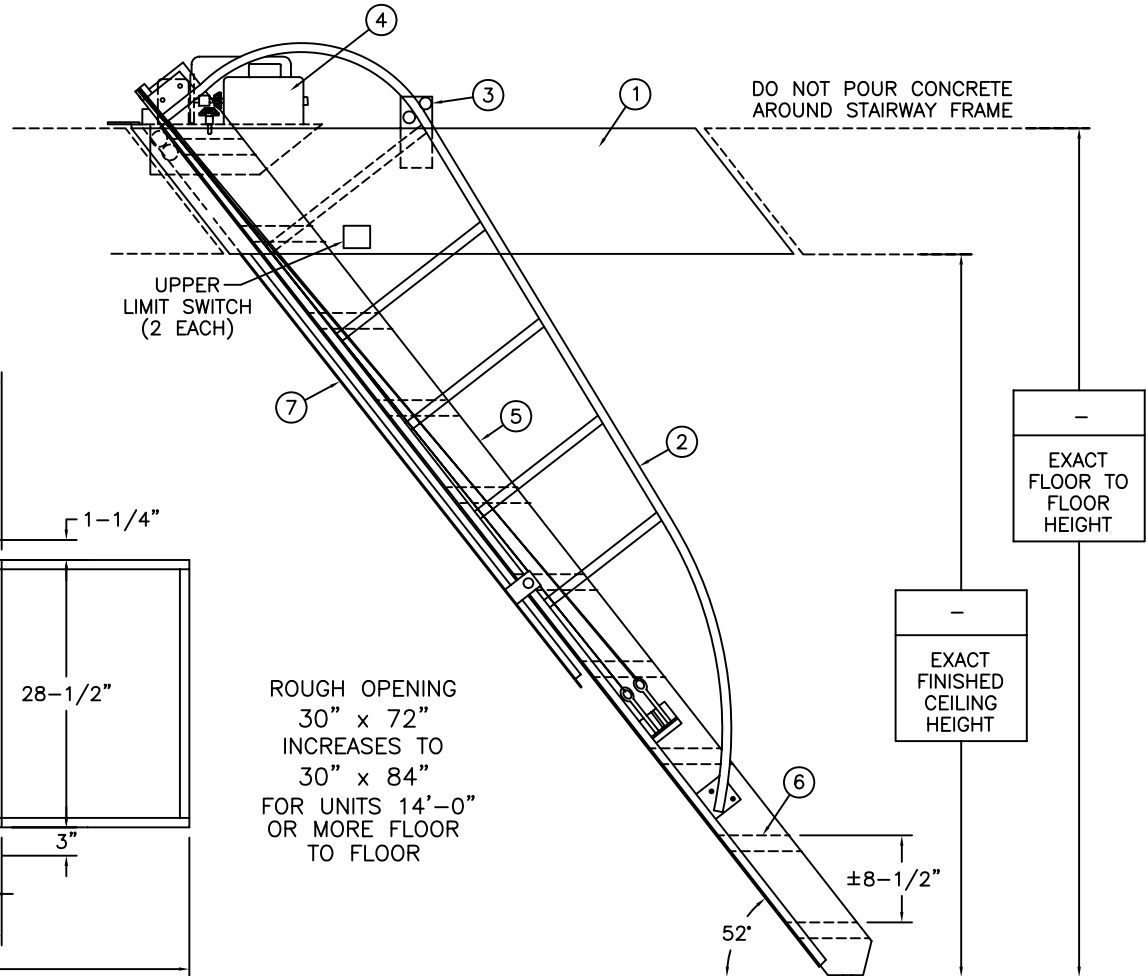 4
DO NOT POUR CONCRETE
AROUND STAIRWAY FRAME
3
1
UPPER
LIMIT SWITCH
(2 EACH)
7
5
2
–
EXACT
FLOOR TO
FLOOR
HEIGHT
1–1/4"
28–1/2"
3"
ROUGH OPENING
30" x 72"
INCREASES TO
30" x 84"
FOR UNITS 14'–0"
OR MORE FLOOR
TO FLOOR
–
EXACT
FINISHED
CEILING
HEIGHT
6
±8–1/2"
52°